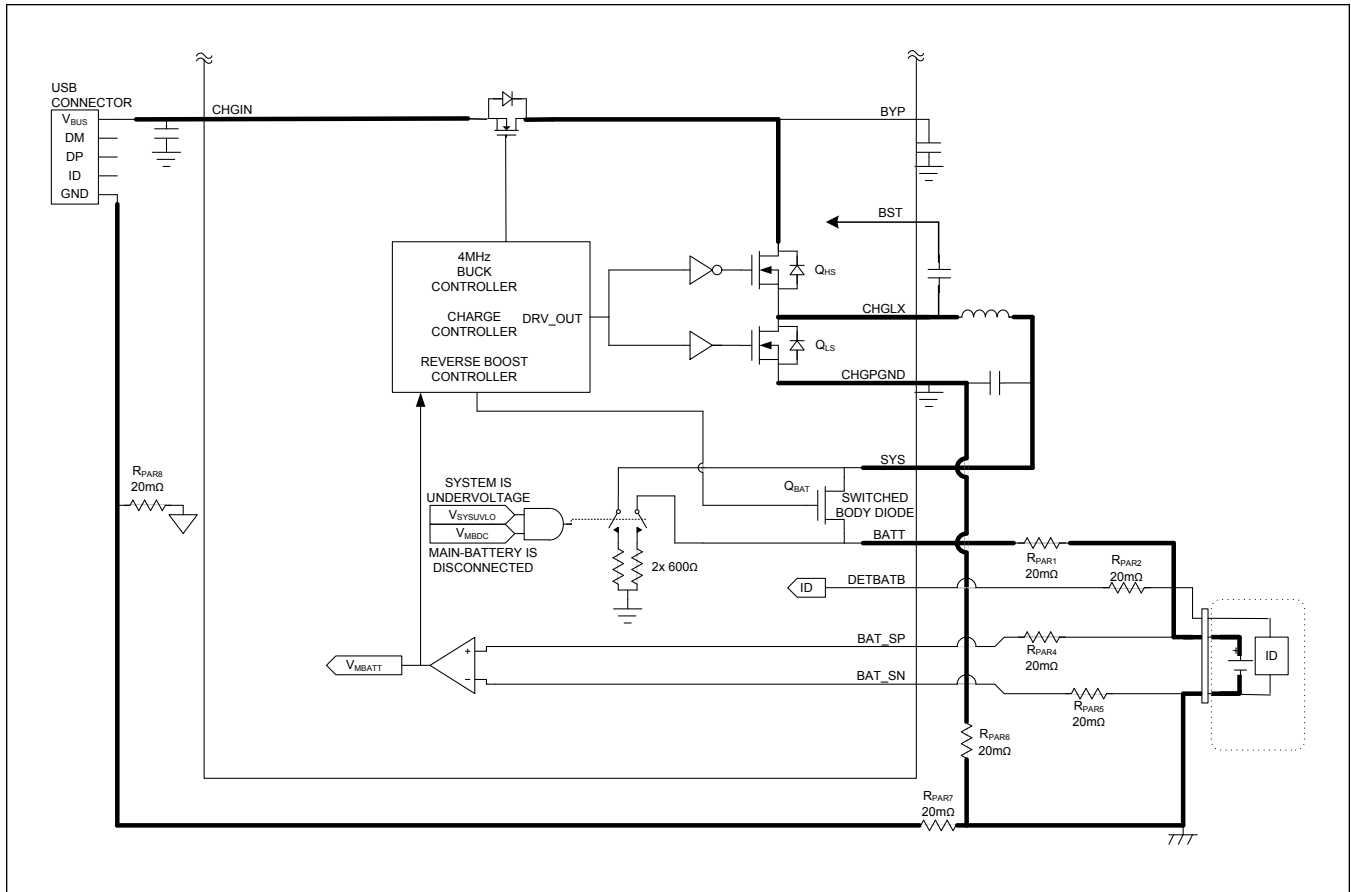 USB
CONNECTOR
VBUS
DM
DP
ID
GND
CHGIN
BYP
BST
4MHz
BUCK
CONTROLLER
CHARGE
CONTROLLER
REVERSE BOOST
CONTROLLER
DRV_OUT
QHS
CHGLX
QLS
CHGPGND
SYS
RPAR8
20mΩ
SYSTEM IS
UNDERVOLTAGE
VSYSUVLO
VMBDC
MAIN-BATTERY IS
DISCONNECTED
2x 600Ω
QBAT
SWITCHED
BODY DIODE
BATT
RPAR1
20mΩ
RPAR2
20mΩ
ID
DETBATB
BAT_SP
RPAR4
20mΩ
+
ID
VMBATT
+
−
BAT_SN
RPAR5
20mΩ
RPAR6
20mΩ
RPAR7
20mΩ